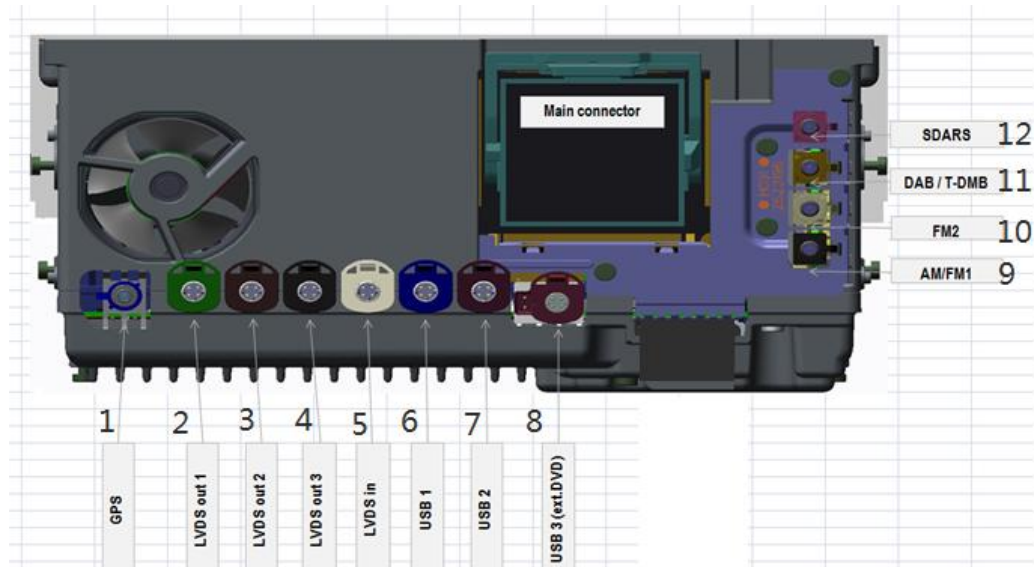 Main connector
SDARS 12
DAB / T-DMB 11
FM2 10
AM/FM1 9
1 2 3 4 5 6 7 8
GPS
LVDS out 1
LVDS out 2
LVDS out 3
LVDS in
USB 1
USB 2
USB 3 (ext.DVD)